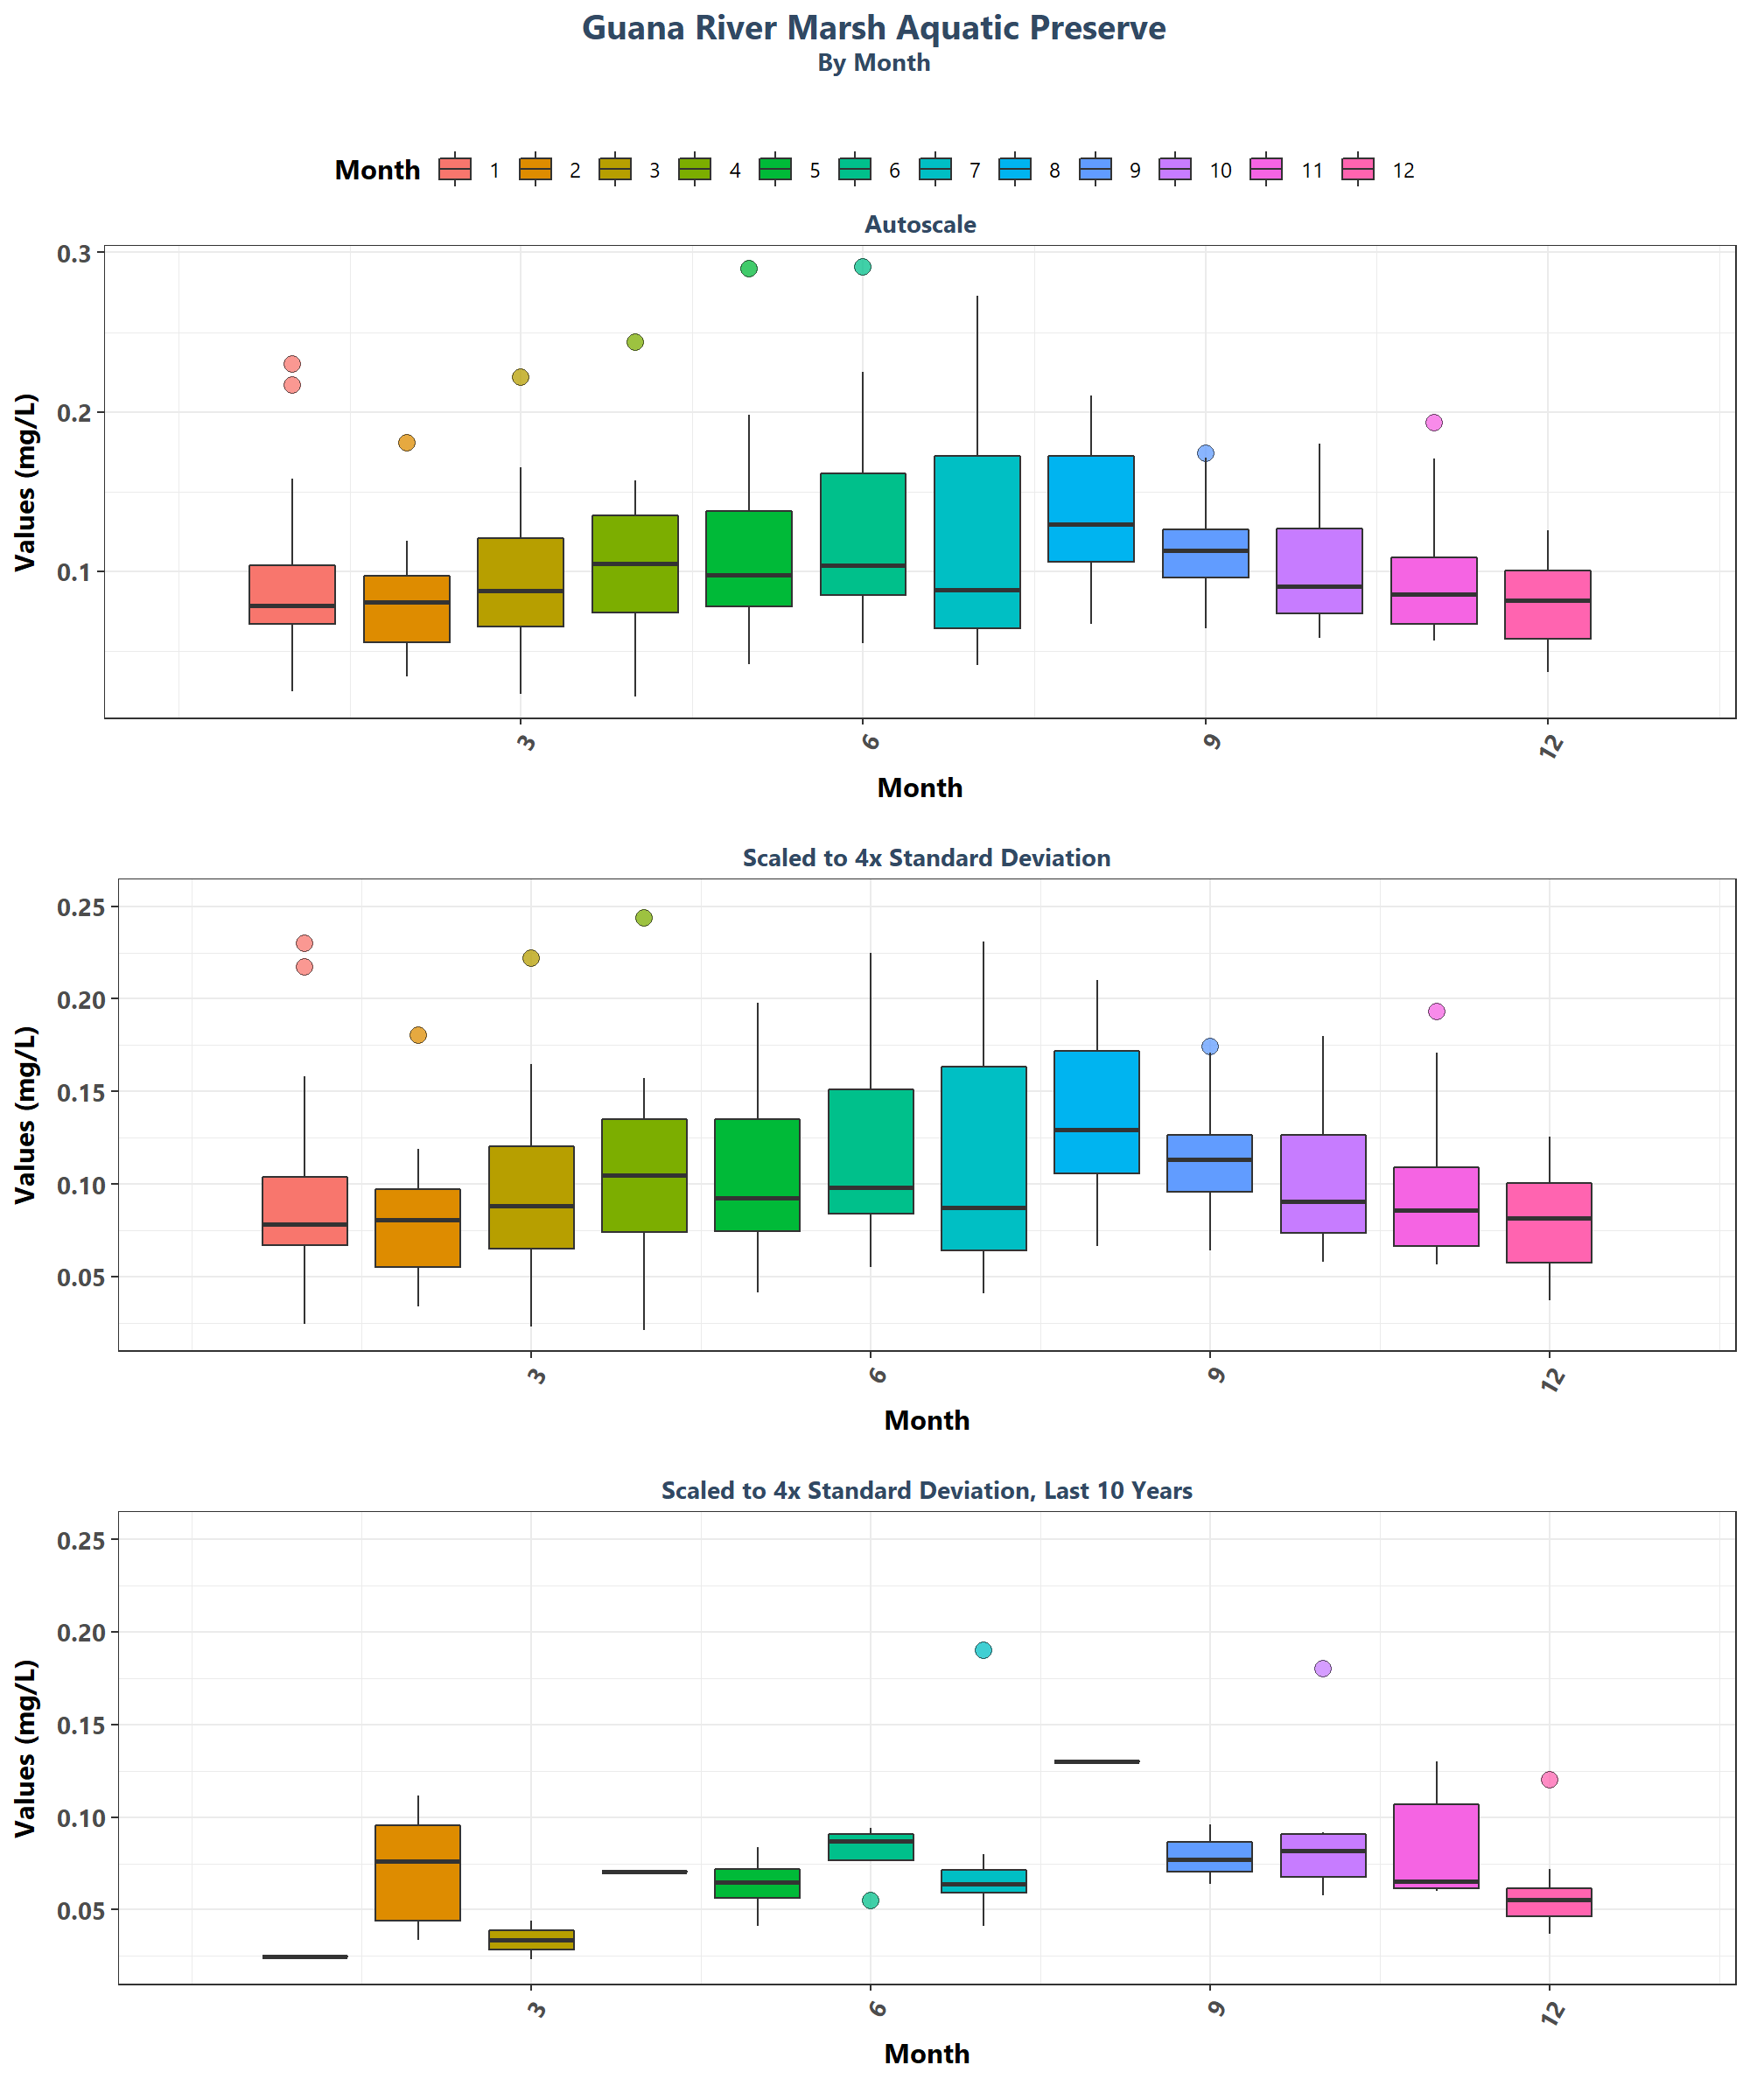 Guana River Marsh Aquatic Preserve
By Month
Month 1 2 3 4 5 6 7 8 9 10 11 12
Autoscale
Values (mg/L)
0.3
0.2
0.1
3 6 9 12
Month
Scaled to 4x Standard Deviation
Values (mg/L)
0.25
0.20
0.15
0.10
0.05
3 6 9 12
Month
Scaled to 4x Standard Deviation, Last 10 Years
Values (mg/L)
0.25
0.20
0.15
0.10
0.05
3 6 9 12
Month